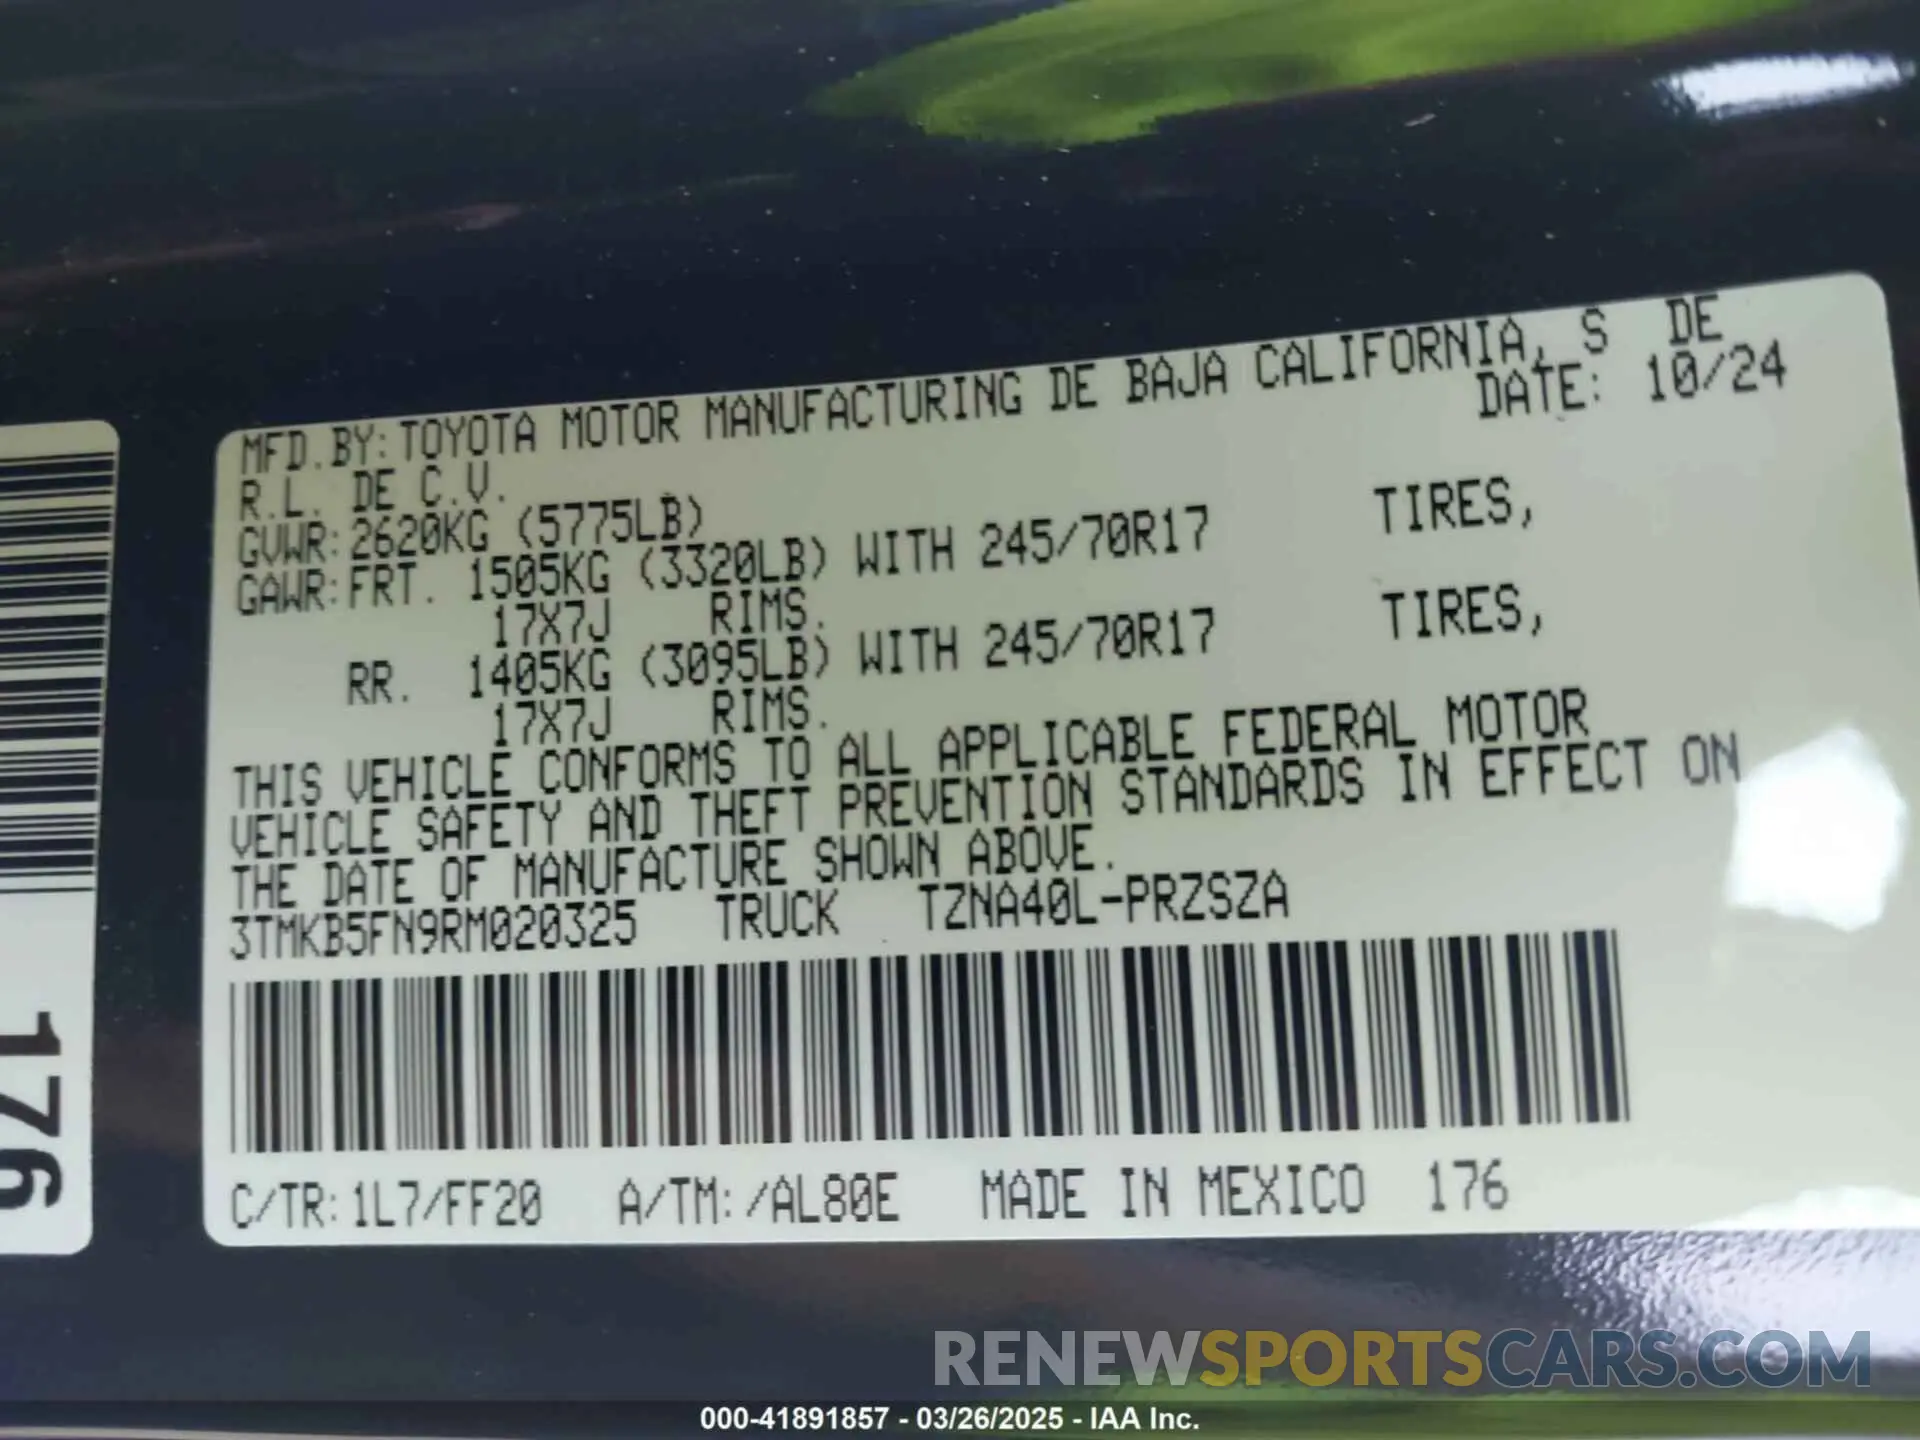 MFD.BY:TOYOTA MOTOR MANUFACTURING DE BAJA CALIFORNIA, S DE
R.L. DE C.V. DATE: 10/24
GVWR:2620KG (5775LB)
GAWR:FRT. 1505KG (3320LB) WITH 245/70R17 TIRES,
17X7J RIMS.
RR. 1405KG (3095LB) WITH 245/70R17 TIRES,
17X7J RIMS.
THIS VEHICLE CONFORMS TO ALL APPLICABLE FEDERAL MOTOR
VEHICLE SAFETY AND THEFT PREVENTION STANDARDS IN EFFECT ON
THE DATE OF MANUFACTURE SHOWN ABOVE.
3TMKB5FN9RM020325 TRUCK TZNA40L-PRZSZA
C/TR:1L7/FF20 A/TM:/AL80E MADE IN MEXICO 176
176
RENEWSPORTSCARS.COM
000-41891857 - 03/26/2025 - IAA Inc.